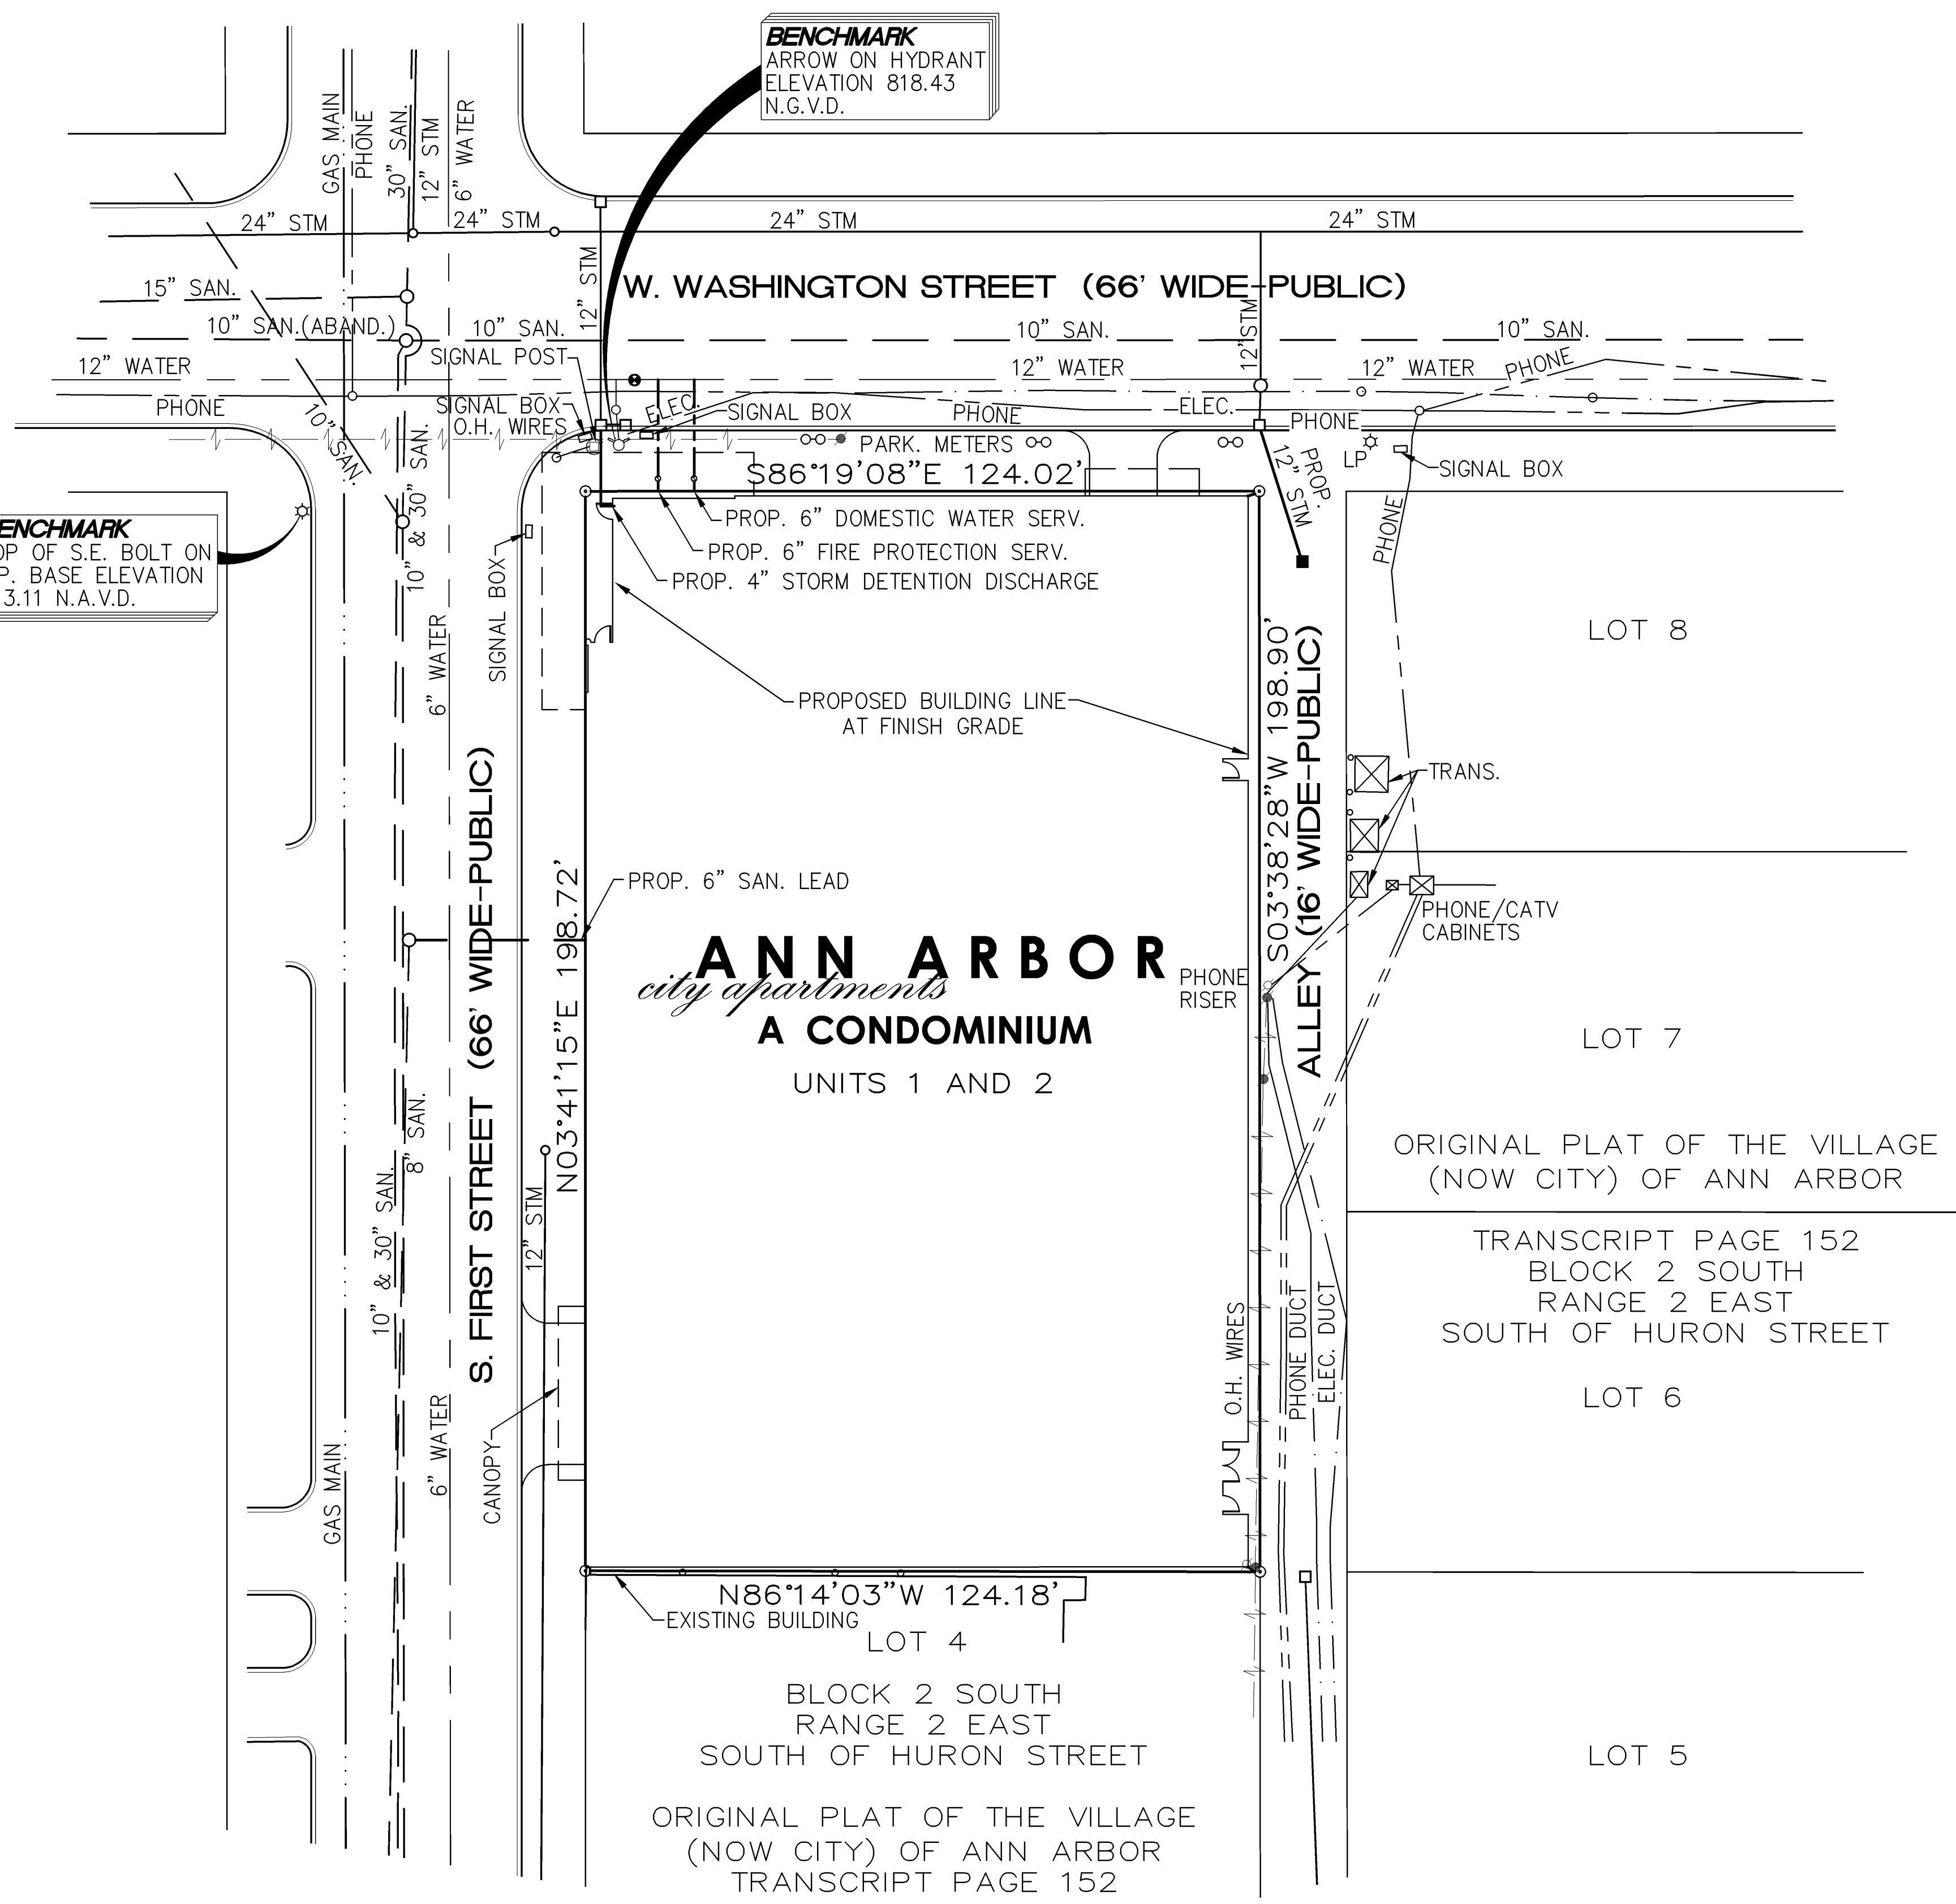 BENCHMARK
ARROW ON HYDRANT
ELEVATION 818.43
N.G.V.D.
GAS MAIN
PHONE
30" SAN.
12" STM
6" WATER
24" STM
24" STM
24" STM
24" STM
12" STM
W. WASHINGTON STREET (66' WIDE-PUBLIC)
12" STM
15" SAN.
10" SAN.(ABAND.)
10" SAN.
10" SAN.
10" SAN.
SIGNAL POST
12" WATER
12" WATER
12" WATER
PHONE
PHONE
SIGNAL BOX
O.H. WIRES
ELEC.
SIGNAL BOX
PHONE
ELEC.
PHONE
10" SAN.
PARK. METERS
LP
SIGNAL BOX
S86°19'08"E 124.02'
PROP.
12" STM
PHONE
ENCHMARK
OP OF S.E. BOLT ON
P. BASE ELEVATION
3.11 N.A.V.D.
10" & 30" SAN.
6" WATER
SIGNAL BOX
PROP. 6" DOMESTIC WATER SERV.
PROP. 6" FIRE PROTECTION SERV.
PROP. 4" STORM DETENTION DISCHARGE
LOT 8
PROPOSED BUILDING LINE
AT FINISH GRADE
S03°38'28"W 198.90'
ALLEY (16' WIDE-PUBLIC)
TRANS.
S. FIRST STREET (66' WIDE-PUBLIC)
N03°41'15"E 198.72'
PROP. 6" SAN. LEAD
PHONE/CATV
CABINETS
ANN ARBOR
city apartments
A CONDOMINIUM
UNITS 1 AND 2
PHONE
RISER
LOT 7
8" SAN.
10" & 30" SAN.
12" STM
ORIGINAL PLAT OF THE VILLAGE
(NOW CITY) OF ANN ARBOR
TRANSCRIPT PAGE 152
BLOCK 2 SOUTH
RANGE 2 EAST
SOUTH OF HURON STREET
O.H. WIRES
PHONE DUCT
ELEC. DUCT
LOT 6
GAS MAIN
6" WATER
CANOPY
N86°14'03"W 124.18'
EXISTING BUILDING
LOT 4
BLOCK 2 SOUTH
RANGE 2 EAST
SOUTH OF HURON STREET
LOT 5
ORIGINAL PLAT OF THE VILLAGE
(NOW CITY) OF ANN ARBOR
TRANSCRIPT PAGE 152